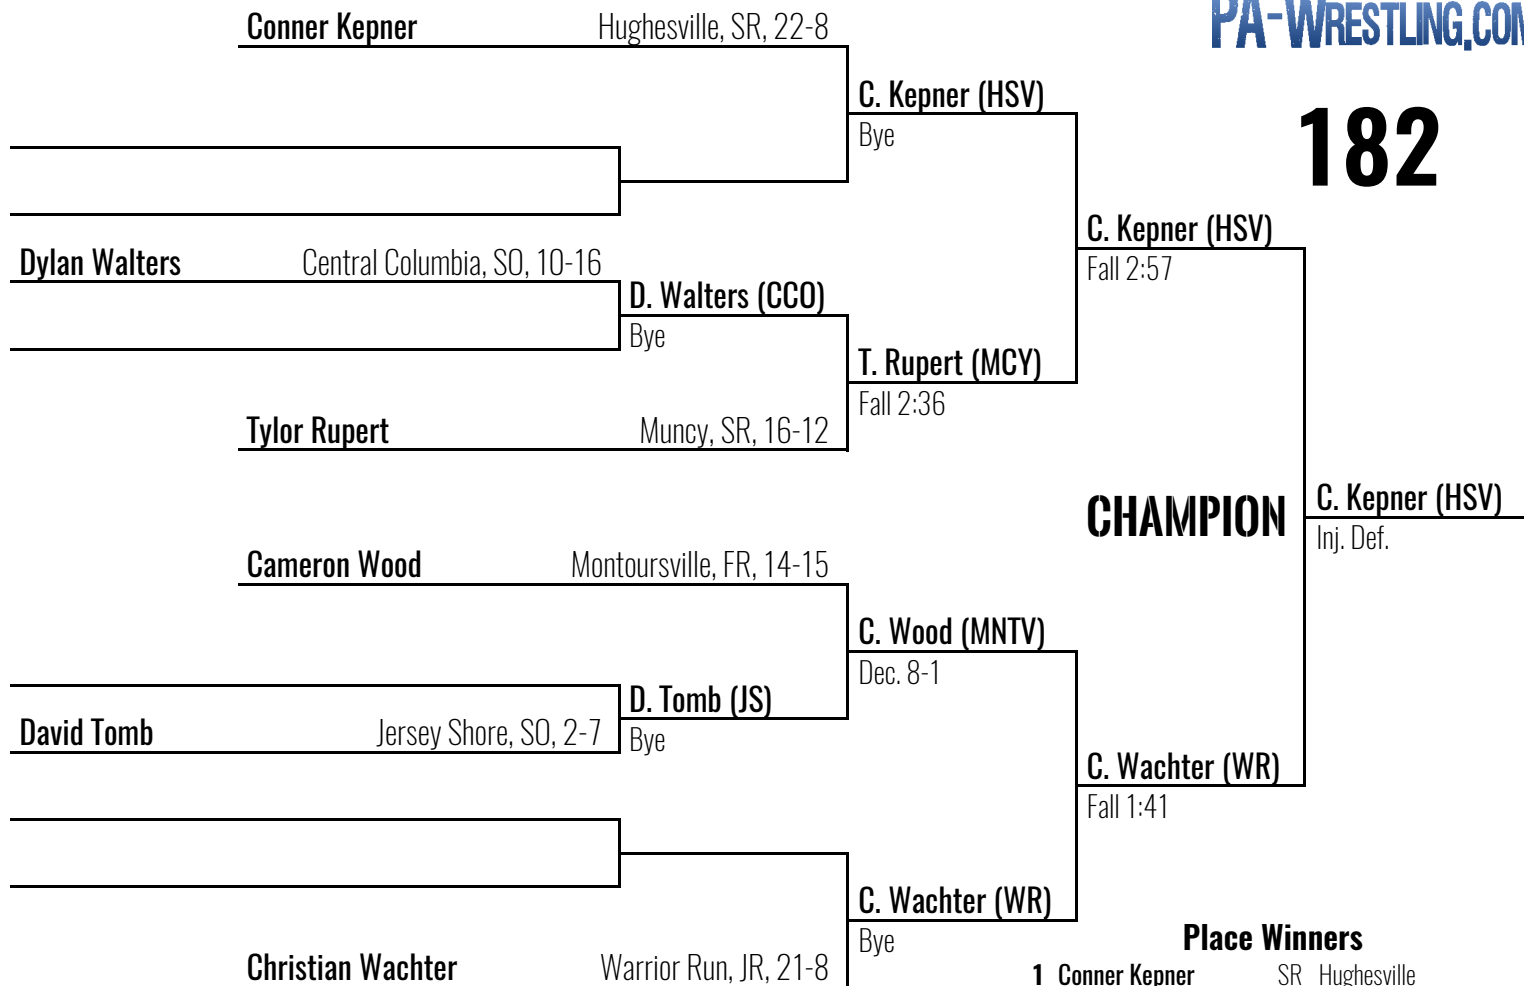 PA-WRESTLING.COM
182
Conner Kepner Hughesville, SR, 22-8
C. Kepner (HSV)
Bye
C. Kepner (HSV)
Fall 2:57
Dylan Walters Central Columbia, SO, 10-16
D. Walters (CCO)
Bye
T. Rupert (MCY)
Fall 2:36
Tylor Rupert Muncy, SR, 16-12
CHAMPION
C. Kepner (HSV)
Inj. Def.
Cameron Wood Montoursville, FR, 14-15
C. Wood (MNTV)
Dec. 8-1
D. Tomb (JS)
Bye
David Tomb Jersey Shore, SO, 2-7
C. Wachter (WR)
Fall 1:41
C. Wachter (WR)
Bye
Christian Wachter Warrior Run, JR, 21-8
Place Winners
1 Conner Kepner SR Hughesville